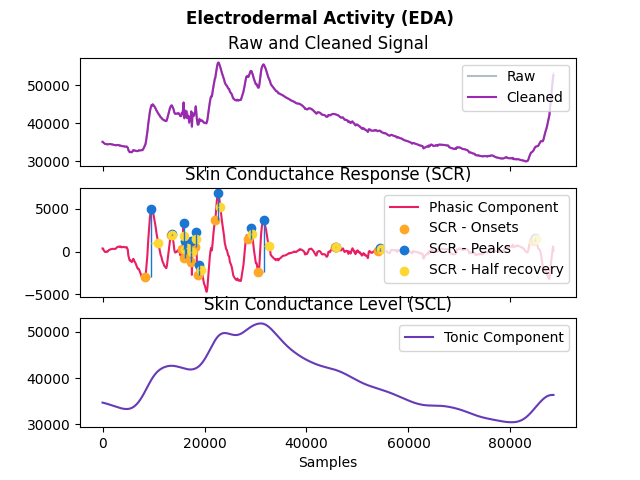 Electrodermal Activity (EDA)
Raw and Cleaned Signal
50000
40000
30000
Raw
Cleaned
Skin Conductance Response (SCR)
5000
0
−5000
Phasic Component
SCR - Onsets
SCR - Peaks
SCR - Half recovery
Skin Conductance Level (SCL)
50000
40000
30000
Tonic Component
0 20000 40000 60000 80000
Samples